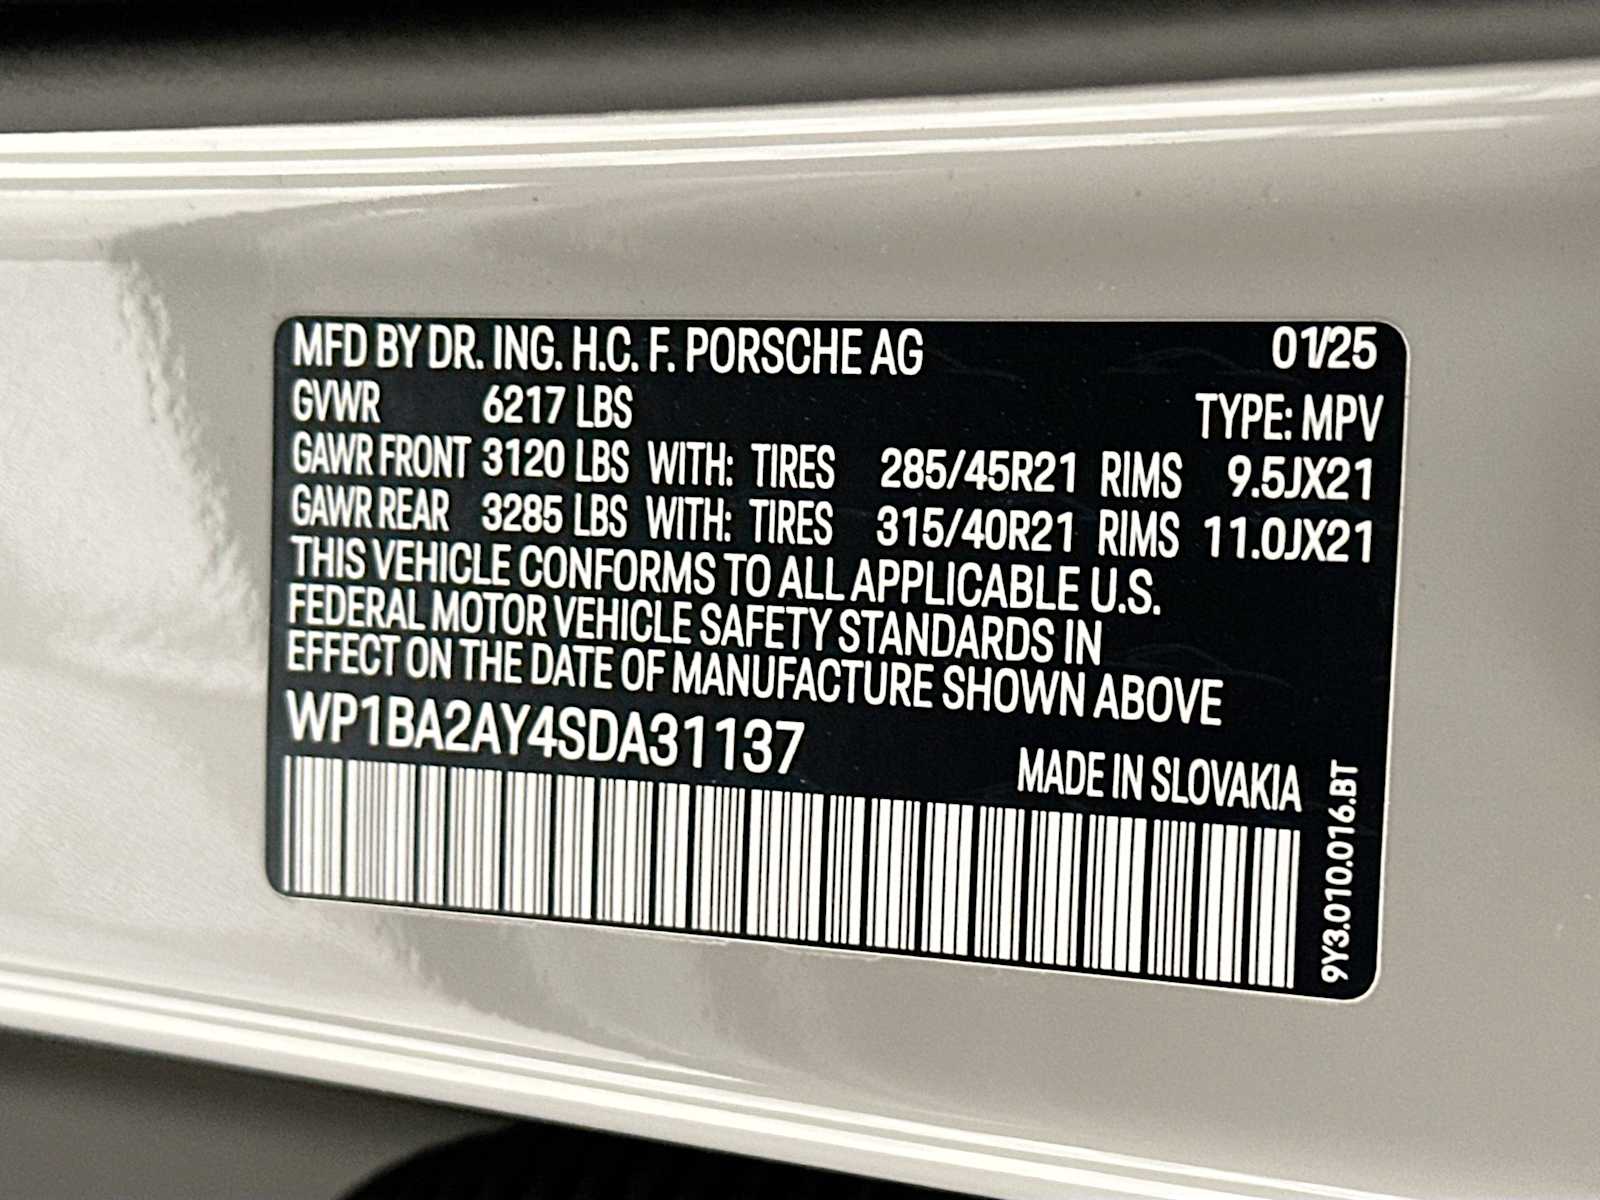 MFD BY DR. ING. H.C. F. PORSCHE AG 01/25
GVWR 6217 LBS TYPE: MPV
GAWR FRONT 3120 LBS WITH: TIRES 285/45R21 RIMS 9.5JX21
GAWR REAR 3285 LBS WITH: TIRES 315/40R21 RIMS 11.0JX21
THIS VEHICLE CONFORMS TO ALL APPLICABLE U.S.
FEDERAL MOTOR VEHICLE SAFETY STANDARDS IN
EFFECT ON THE DATE OF MANUFACTURE SHOWN ABOVE
WP1BA2AY4SDA31137
MADE IN SLOVAKIA
9Y3.010.016.BT